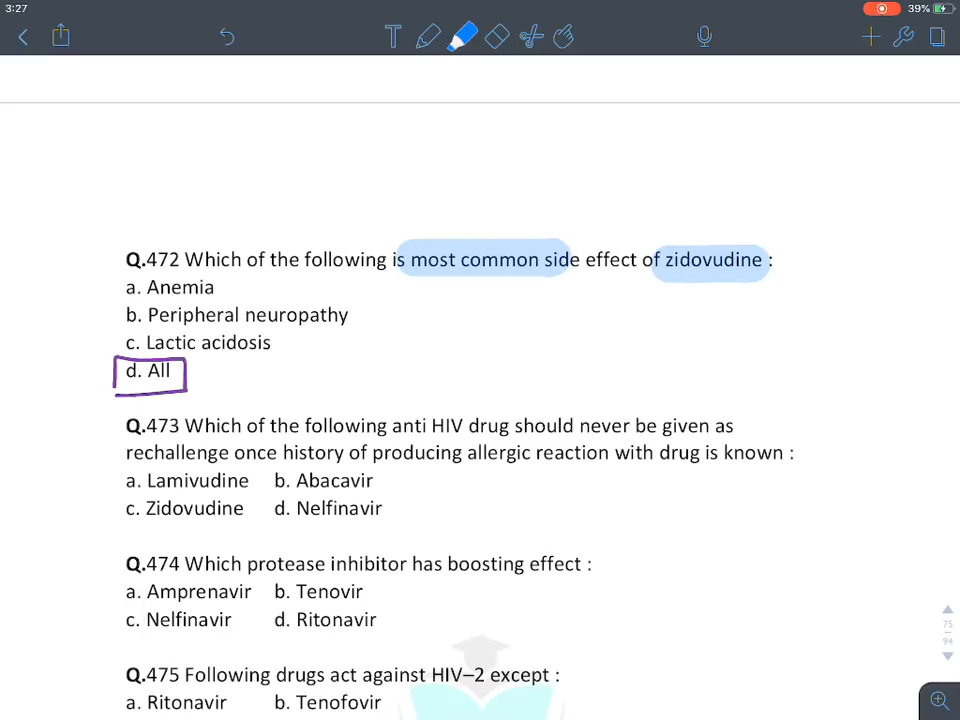 3:27
39%
T
Q.472 Which of the following is most common side effect of zidovudine :
a. Anemia
b. Peripheral neuropathy
c. Lactic acidosis
d. All
Q.473 Which of the following anti HIV drug should never be given as
rechallenge once history of producing allergic reaction with drug is known :
a. Lamivudine b. Abacavir
c. Zidovudine d. Nelfinavir
Q.474 Which protease inhibitor has boosting effect :
a. Amprenavir b. Tenovir
c. Nelfinavir d. Ritonavir
75
94
Q.475 Following drugs act against HIV–2 except :
a. Ritonavir b. Tenofovir